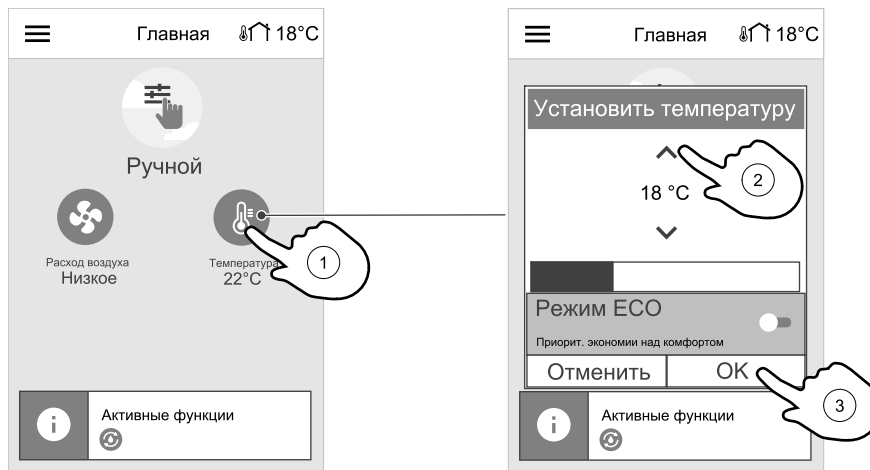 Главная 18°C
Ручной
Расход воздуха
Низкое
Температура
22°C
1
i
Активные функции
Главная 18°C
Установить температуру
2
18 °C
Режим ECO
Приорит. экономии над комфортом
Отменить OK
3
i
Активные функции